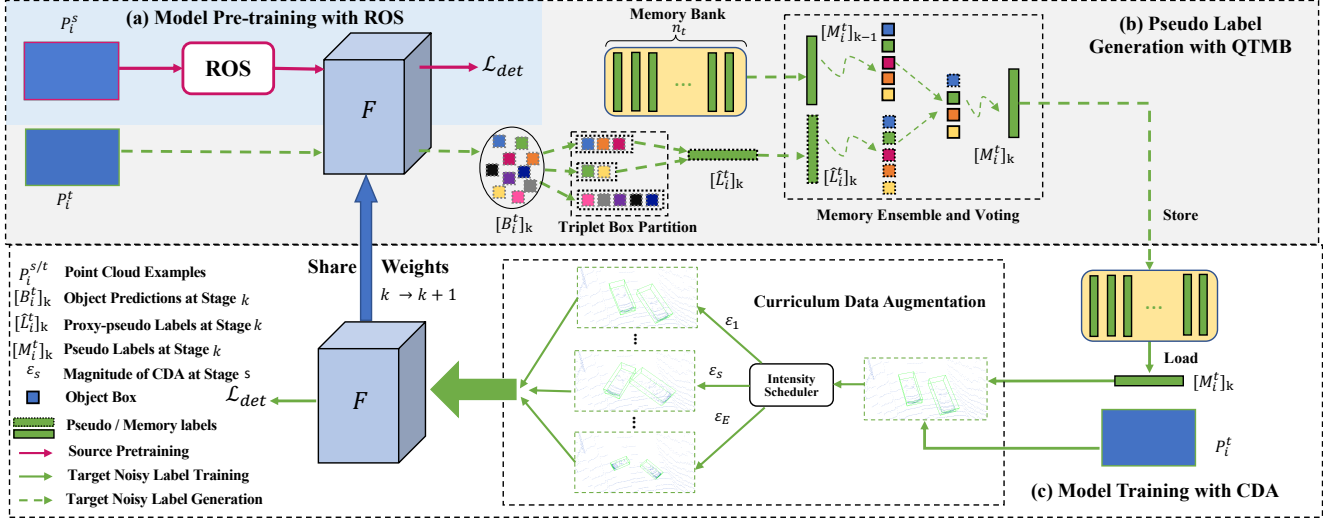 (a) Model Pre-training with ROS
P_i^s
ROS
F
ℒ_det
P_i^t
[B_i^t]_k
Triplet Box Partition
[L̂_i^t]_k
Memory Bank
n_t
...
[M_i^t]_{k−1}
[L̂_i^t]_k
[M_i^t]_k
Memory Ensemble and Voting
(b) Pseudo Label
Generation with QTMB
Store
Share Weights
k → k + 1
P_i^{s/t} Point Cloud Examples
[B_i^t]_k Object Predictions at Stage k
[L̂_i^t]_k Proxy-pseudo Labels at Stage k
[M_i^t]_k Pseudo Labels at Stage k
ε_s Magnitude of CDA at Stage s
Object Box
Pseudo / Memory labels
Source Pretraining
Target Noisy Label Training
Target Noisy Label Generation
ℒ_det
F
Curriculum Data Augmentation
ε_1
...
ε_s
...
ε_E
Intensity
Scheduler
...
Load
[M_i^t]_k
P_i^t
(c) Model Training with CDA